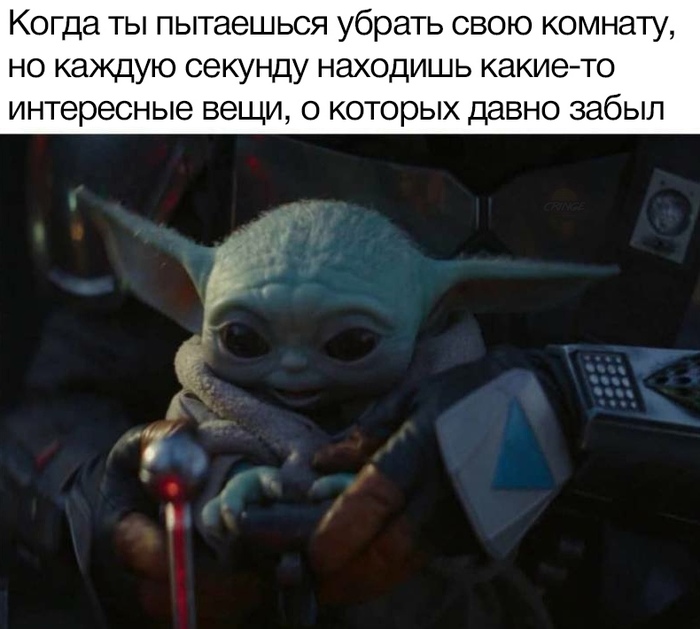 Когда ты пытаешься убрать свою комнату,
но каждую секунду находишь какие-то
интересные вещи, о которых давно забыл